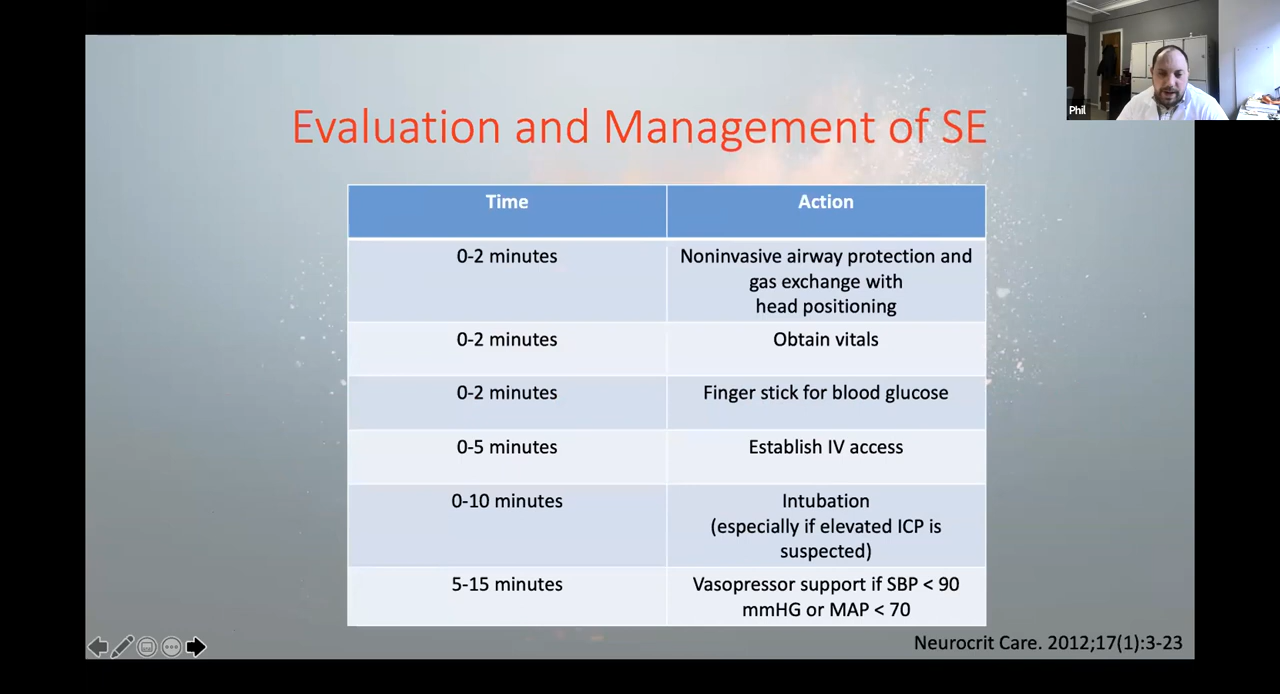 Phil
Evaluation and Management of SE
Time
Action
0-2 minutes
Noninvasive airway protection and
gas exchange with
head positioning
0-2 minutes
Obtain vitals
0-2 minutes
Finger stick for blood glucose
0-5 minutes
Establish IV access
0-10 minutes
Intubation
(especially if elevated ICP is
suspected)
5-15 minutes
Vasopressor support if SBP < 90
mmHG or MAP < 70
Neurocrit Care. 2012;17(1):3-23